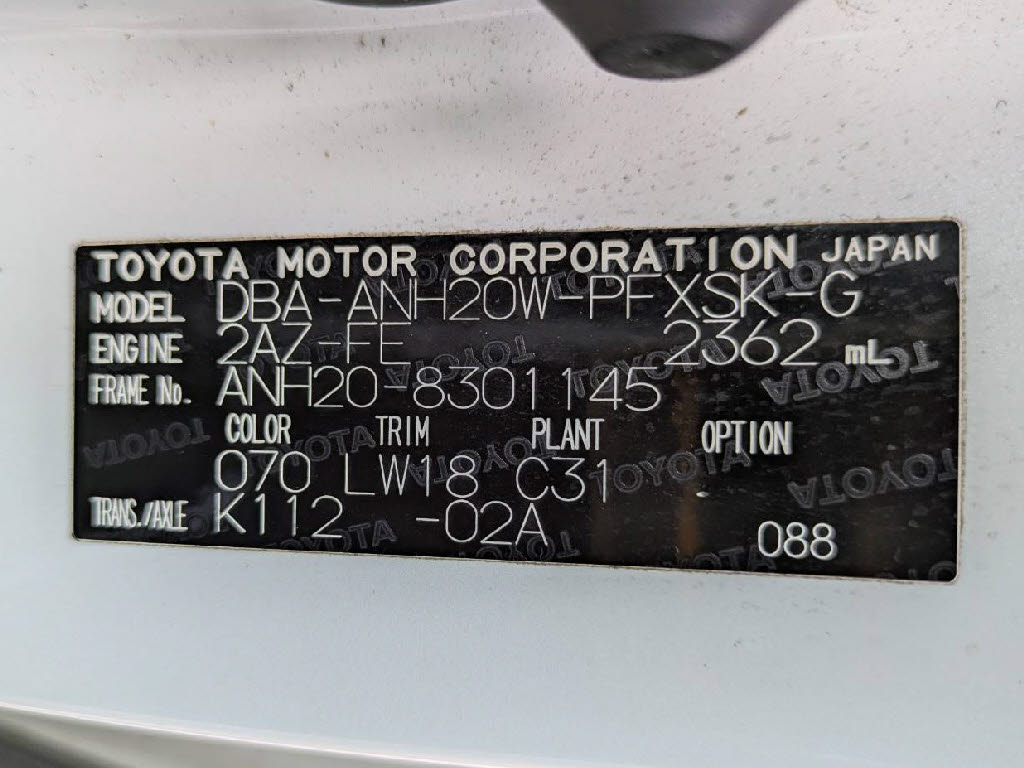 TOYOTA MOTOR CORPORATION JAPAN
MODEL DBA-ANH20W-PFXSK-G
ENGINE 2AZ-FE 2362 mL
FRAME No. ANH20-8301145
COLOR TRIM PLANT OPTION
070 LW18 C31
TRANS./AXLE K112 -02A 088